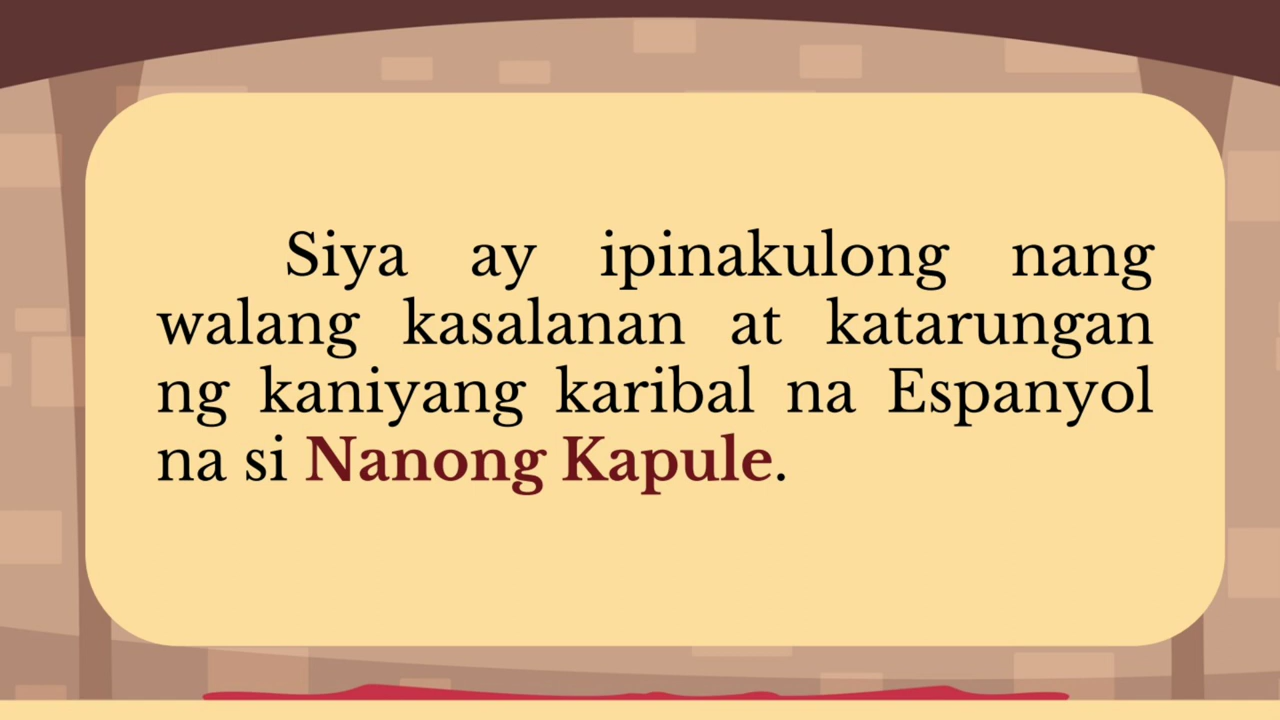 Siya ay ipinakulong nang
walang kasalanan at katarungan
ng kaniyang karibal na Espanyol
na si Nanong Kapule.